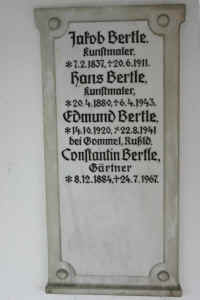 Jakob Bertle,
Kunstmaler,
*7.2.1837,+20.6.1911.
Hans Bertle,
Kunstmaler,
*20.4.1880,+6.4.1943.
Edmund Bertle,
*14.10.1920,+22.8.1941
bei Gommel, Rußld.
Constantin Bertle,
Gärtner
*8.12.1884,+24.7.1967.